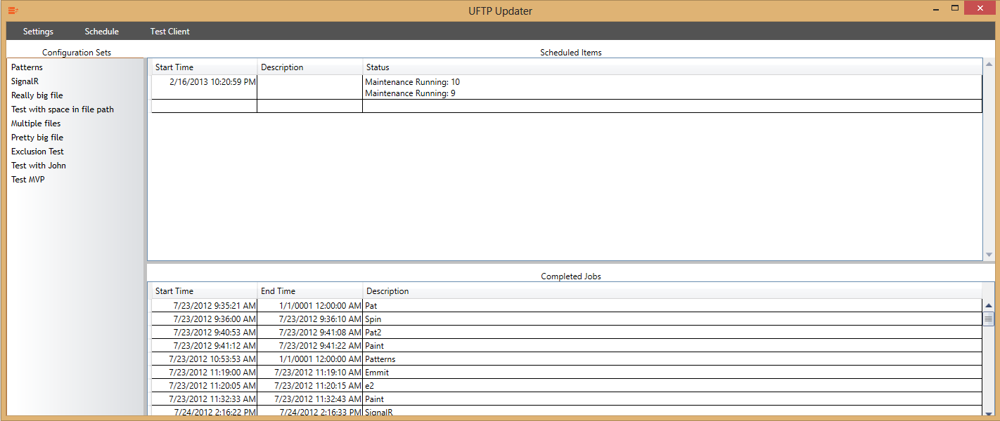 UFTP Updater
Settings Schedule Test Client
Configuration Sets
Patterns
SignalR
Really big file
Test with space in file path
Multiple files
Pretty big file
Exclusion Test
Test with John
Test MVP
Scheduled Items
Start Time Description Status
2/16/2013 10:20:59 PM Maintenance Running: 10
Maintenance Running: 9
Completed Jobs
Start Time End Time Description
7/23/2012 9:35:21 AM 1/1/0001 12:00:00 AM Pat
7/23/2012 9:36:00 AM 7/23/2012 9:36:10 AM Spin
7/23/2012 9:40:53 AM 7/23/2012 9:41:08 AM Pat2
7/23/2012 9:41:12 AM 7/23/2012 9:41:22 AM Paint
7/23/2012 10:53:53 AM 1/1/0001 12:00:00 AM Patterns
7/23/2012 11:19:00 AM 7/23/2012 11:19:10 AM Emmit
7/23/2012 11:20:05 AM 7/23/2012 11:20:15 AM e2
7/23/2012 11:32:33 AM 7/23/2012 11:32:43 AM Paint
7/24/2012 2:16:22 PM 7/24/2012 2:16:33 PM SignalR